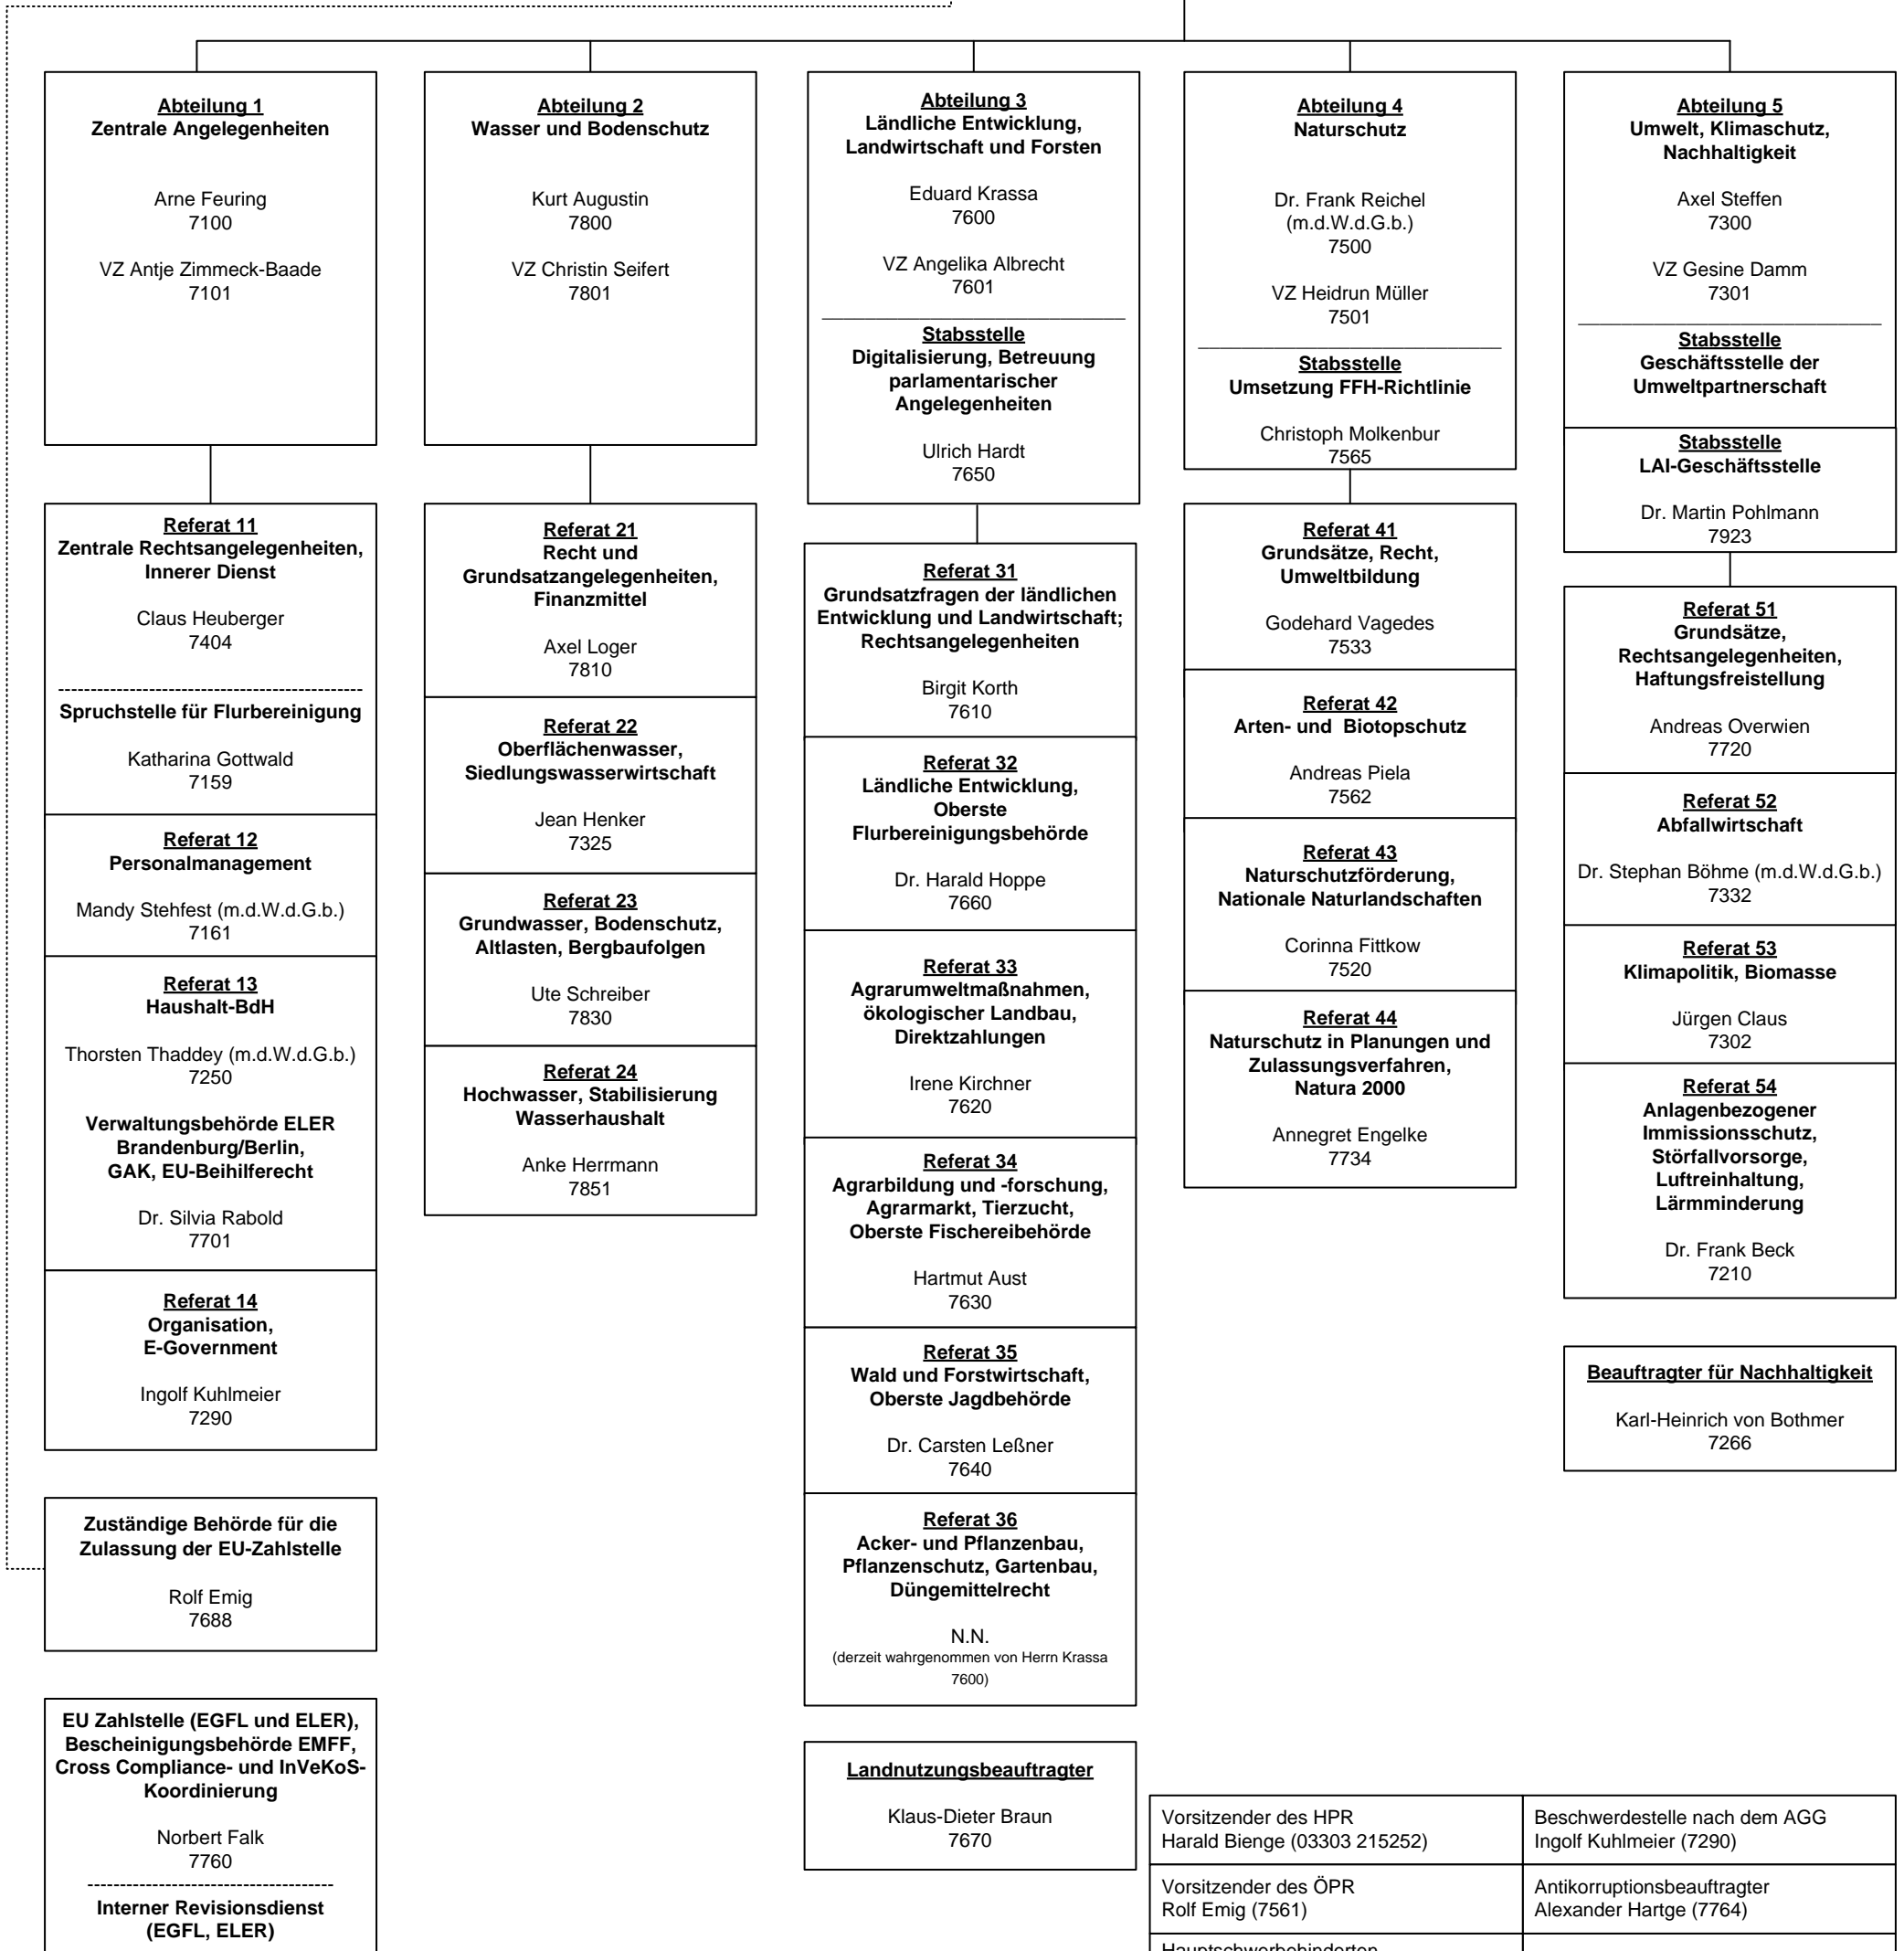 Abteilung 1
Zentrale Angelegenheiten
Arne Feuring
7100
VZ Antje Zimmeck-Baade
7101
Abteilung 2
Wasser und Bodenschutz
Kurt Augustin
7800
VZ Christin Seifert
7801
Abteilung 3
Ländliche Entwicklung,
Landwirtschaft und Forsten
Eduard Krassa
7600
VZ Angelika Albrecht
7601
Stabsstelle
Digitalisierung, Betreuung
parlamentarischer
Angelegenheiten
Ulrich Hardt
7650
Abteilung 4
Naturschutz
Dr. Frank Reichel
(m.d.W.d.G.b.)
7500
VZ Heidrun Müller
7501
Stabsstelle
Umsetzung FFH-Richtlinie
Christoph Molkenbur
7565
Abteilung 5
Umwelt, Klimaschutz,
Nachhaltigkeit
Axel Steffen
7300
VZ Gesine Damm
7301
Stabsstelle
Geschäftsstelle der
Umweltpartnerschaft
Stabsstelle
LAI-Geschäftsstelle
Dr. Martin Pohlmann
7923
Referat 11
Zentrale Rechtsangelegenheiten,
Innerer Dienst
Claus Heuberger
7404
Spruchstelle für Flurbereinigung
Katharina Gottwald
7159
Referat 12
Personalmanagement
Mandy Stehfest (m.d.W.d.G.b.)
7161
Referat 13
Haushalt-BdH
Thorsten Thaddey (m.d.W.d.G.b.)
7250
Verwaltungsbehörde ELER
Brandenburg/Berlin,
GAK, EU-Beihilferecht
Dr. Silvia Rabold
7701
Referat 14
Organisation,
E-Government
Ingolf Kuhlmeier
7290
Zuständige Behörde für die
Zulassung der EU-Zahlstelle
Rolf Emig
7688
EU Zahlstelle (EGFL und ELER),
Bescheinigungsbehörde EMFF,
Cross Compliance- und InVeKoS-
Koordinierung
Norbert Falk
7760
Interner Revisionsdienst
(EGFL, ELER)
Referat 21
Recht und
Grundsatzangelegenheiten,
Finanzmittel
Axel Loger
7810
Referat 22
Oberflächenwasser,
Siedlungswasserwirtschaft
Jean Henker
7325
Referat 23
Grundwasser, Bodenschutz,
Altlasten, Bergbaufolgen
Ute Schreiber
7830
Referat 24
Hochwasser, Stabilisierung
Wasserhaushalt
Anke Herrmann
7851
Referat 31
Grundsatzfragen der ländlichen
Entwicklung und Landwirtschaft;
Rechtsangelegenheiten
Birgit Korth
7610
Referat 32
Ländliche Entwicklung,
Oberste
Flurbereinigungsbehörde
Dr. Harald Hoppe
7660
Referat 33
Agrarumweltmaßnahmen,
ökologischer Landbau,
Direktzahlungen
Irene Kirchner
7620
Referat 34
Agrarbildung und -forschung,
Agrarmarkt, Tierzucht,
Oberste Fischereibehörde
Hartmut Aust
7630
Referat 35
Wald und Forstwirtschaft,
Oberste Jagdbehörde
Dr. Carsten Leßner
7640
Referat 36
Acker- und Pflanzenbau,
Pflanzenschutz, Gartenbau,
Düngemittelrecht
N.N.
(derzeit wahrgenommen von Herrn Krassa
7600)
Landnutzungsbeauftragter
Klaus-Dieter Braun
7670
Referat 41
Grundsätze, Recht,
Umweltbildung
Godehard Vagedes
7533
Referat 42
Arten- und Biotopschutz
Andreas Piela
7562
Referat 43
Naturschutzförderung,
Nationale Naturlandschaften
Corinna Fittkow
7520
Referat 44
Naturschutz in Planungen und
Zulassungsverfahren,
Natura 2000
Annegret Engelke
7734
Referat 51
Grundsätze,
Rechtsangelegenheiten,
Haftungsfreistellung
Andreas Overwien
7720
Referat 52
Abfallwirtschaft
Dr. Stephan Böhme (m.d.W.d.G.b.)
7332
Referat 53
Klimapolitik, Biomasse
Jürgen Claus
7302
Referat 54
Anlagenbezogener
Immissionsschutz,
Störfallvorsorge,
Luftreinhaltung,
Lärmminderung
Dr. Frank Beck
7210
Beauftragter für Nachhaltigkeit
Karl-Heinrich von Bothmer
7266
Vorsitzender des HPR
Harald Bienge (03303 215252)
Beschwerdestelle nach dem AGG
Ingolf Kuhlmeier (7290)
Vorsitzender des ÖPR
Rolf Emig (7561)
Antikorruptionsbeauftragter
Alexander Hartge (7764)
Hauptschwerbehinderten